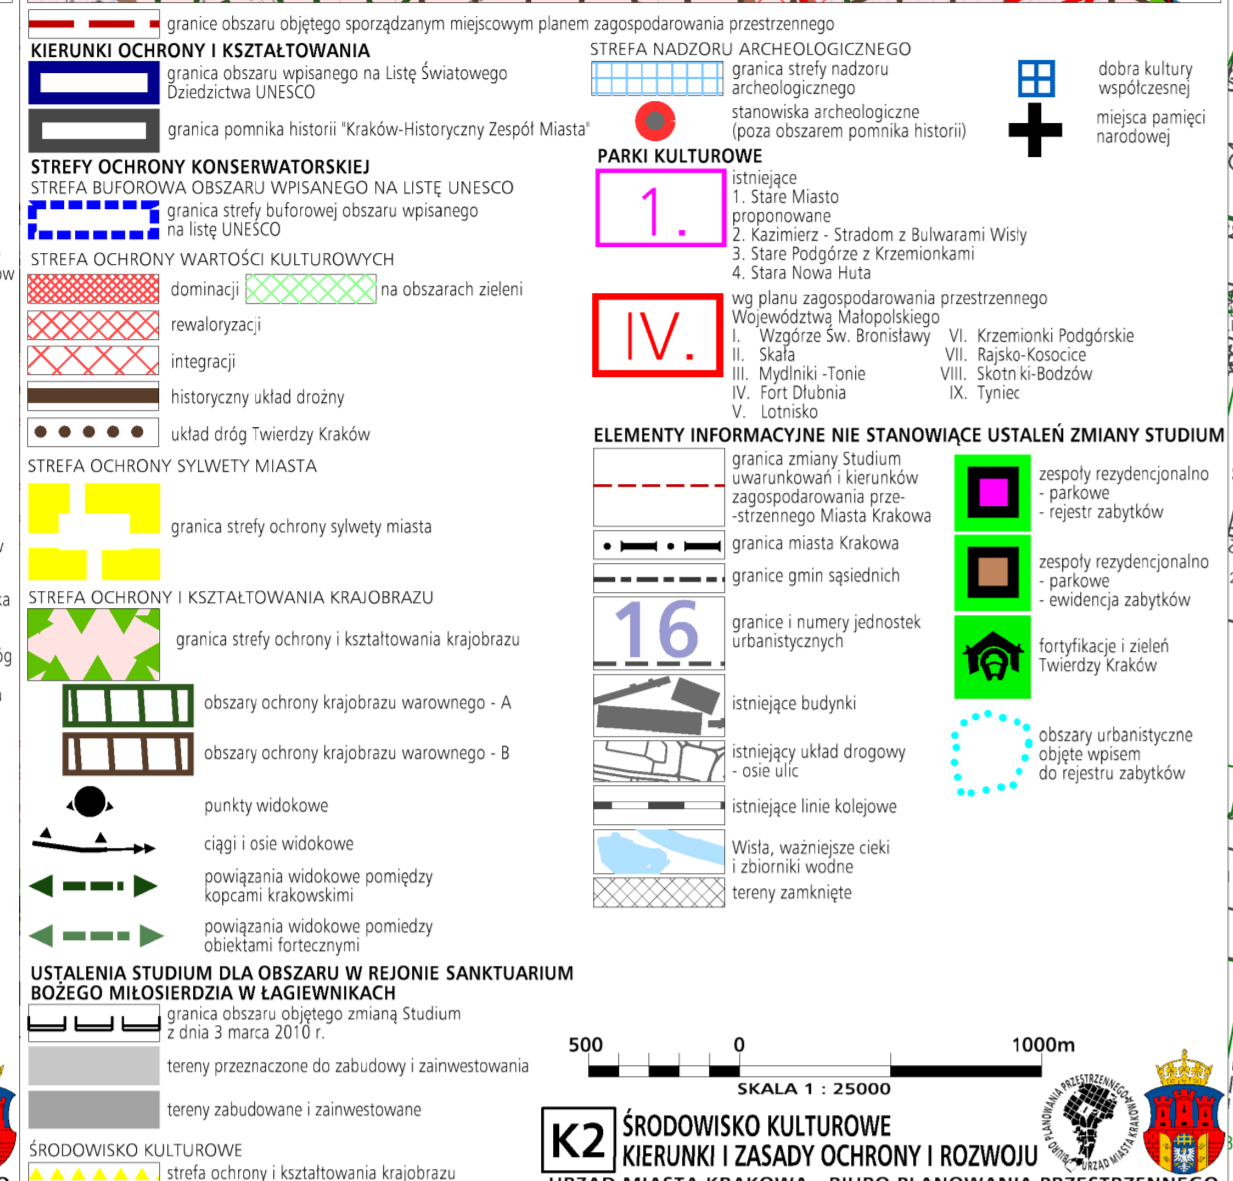 granice obszaru objętego sporządzanym miejscowym planem zagospodarowania przestrzennego
KIERUNKI OCHRONY I KSZTAŁTOWANIA
granica obszaru wpisanego na Listę Światowego
Dziedzictwa UNESCO
granica pomnika historii "Kraków-Historyczny Zespół Miasta"
STREFY OCHRONY KONSERWATORSKIEJ
STREFA BUFOROWA OBSZARU WPISANEGO NA LISTĘ UNESCO
granica strefy buforowej obszaru wpisanego
na listę UNESCO
STREFA OCHRONY WARTOŚCI KULTUROWYCH
dominacji
na obszarach zieleni
rewaloryzacji
integracji
historyczny układ drożny
układ dróg Twierdzy Kraków
STREFA OCHRONY SYLWETY MIASTA
granica strefy ochrony sylwety miasta
STREFA OCHRONY I KSZTAŁTOWANIA KRAJOBRAZU
granica strefy ochrony i kształtowania krajobrazu
obszary ochrony krajobrazu warownego - A
obszary ochrony krajobrazu warownego - B
punkty widokowe
ciągi i osie widokowe
powiązania widokowe pomiędzy
kopcami krakowskimi
powiązania widokowe pomiedzy
obiektami fortecznymi
USTALENIA STUDIUM DLA OBSZARU W REJONIE SANKTUARIUM
BOŻEGO MIŁOSIERDZIA W ŁAGIEWNIKACH
granica obszaru objętego zmianą Studium
z dnia 3 marca 2010 r.
tereny przeznaczone do zabudowy i zainwestowania
tereny zabudowane i zainwestowane
ŚRODOWISKO KULTUROWE
strefa ochrony i kształtowania krajobrazu
STREFA NADZORU ARCHEOLOGICZNEGO
granica strefy nadzoru
archeologicznego
stanowiska archeologiczne
(poza obszarem pomnika historii)
dobra kultury
współczesnej
miejsca pamięci
narodowej
PARKI KULTUROWE
1.
istniejące
1. Stare Miasto
proponowane
2. Kazimierz - Stradom z Bulwarami Wisły
3. Stare Podgórze z Krzemionkami
4. Stara Nowa Huta
IV.
wg planu zagospodarowania przestrzennego
Województwą Małopolskiego
I. Wzgórze Św. Bronisławy VI. Krzemionki Podgórskie
II. Skała VII. Rajsko-Kosocice
III. Mydlniki -Tonie VIII. Skotniki-Bodzów
IV. Fort Dłubnia IX. Tyniec
V. Lotnisko
ELEMENTY INFORMACYJNE NIE STANOWIĄCE USTALEŃ ZMIANY STUDIUM
granica zmiany Studium
uwarunkowań i kierunków
zagospodarowania prze-
-strzennego Miasta Krakowa
granica miasta Krakowa
granice gmin sąsiednich
16
granice i numery jednostek
urbanistycznych
istniejące budynki
istniejący układ drogowy
- osie ulic
istniejące linie kolejowe
Wisła, ważniejsze cieki
i zbiorniki wodne
tereny zamknięte
zespoły rezydencjonalno
- parkowe
- rejestr zabytków
zespoły rezydencjonalno
- parkowe
- ewidencja zabytków
fortyfikacje i zieleń
Twierdzy Kraków
obszary urbanistyczne
objęte wpisem
do rejestru zabytków
500 0 1000m
SKALA 1 : 25000
K2
ŚRODOWISKO KULTUROWE
KIERUNKI I ZASADY OCHRONY I ROZWOJU
BIURO PLANOWANIA PRZESTRZENNEGO
URZĄD MIASTA KRAKOWA
URZĄD MIASTA KRAKOWA - BIURO PLANOWANIA PRZESTRZENNEGO